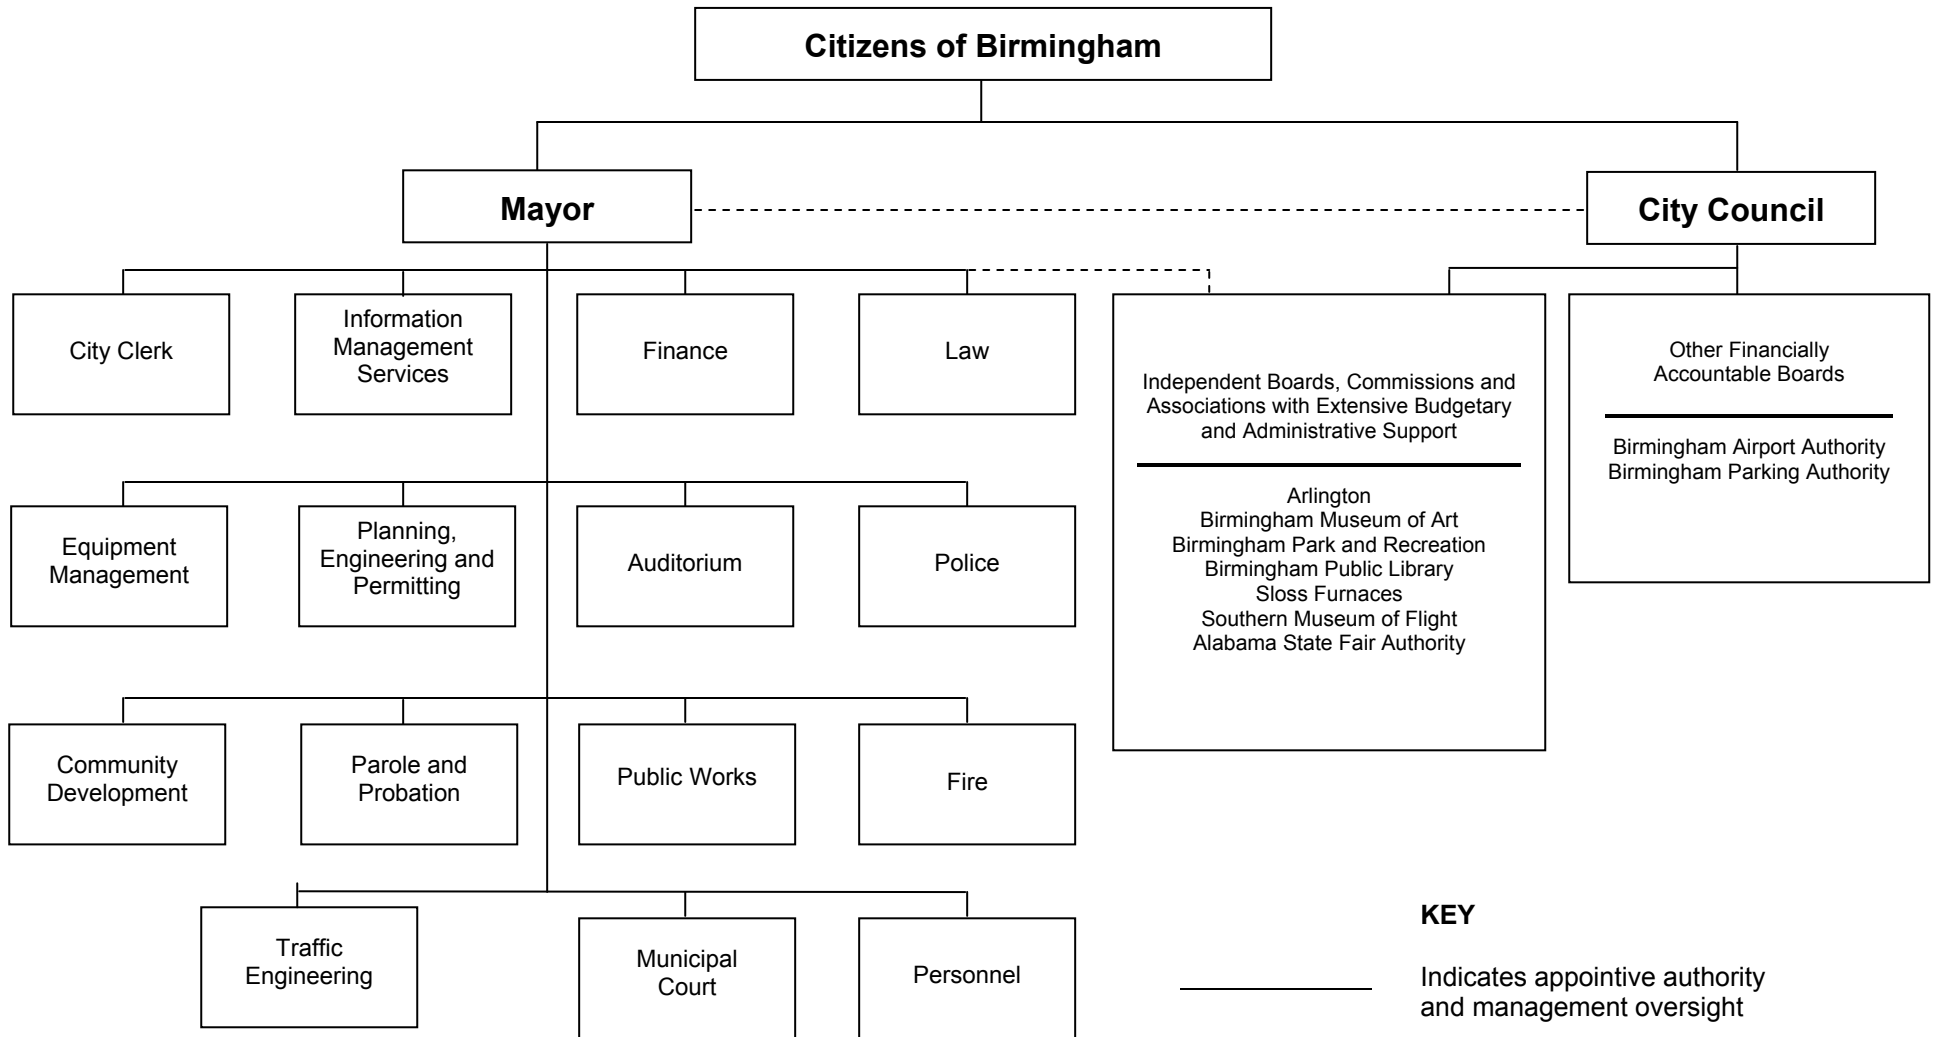 Citizens of Birmingham
Mayor
City Council
City Clerk
Information
Management
Services
Finance
Law
Independent Boards, Commissions and
Associations with Extensive Budgetary
and Administrative Support
Arlington
Birmingham Museum of Art
Birmingham Park and Recreation
Birmingham Public Library
Sloss Furnaces
Southern Museum of Flight
Alabama State Fair Authority
Other Financially
Accountable Boards
Birmingham Airport Authority
Birmingham Parking Authority
Equipment
Management
Planning,
Engineering and
Permitting
Auditorium
Police
Community
Development
Parole and
Probation
Public Works
Fire
Traffic
Engineering
Municipal
Court
Personnel
KEY
Indicates appointive authority
and management oversight